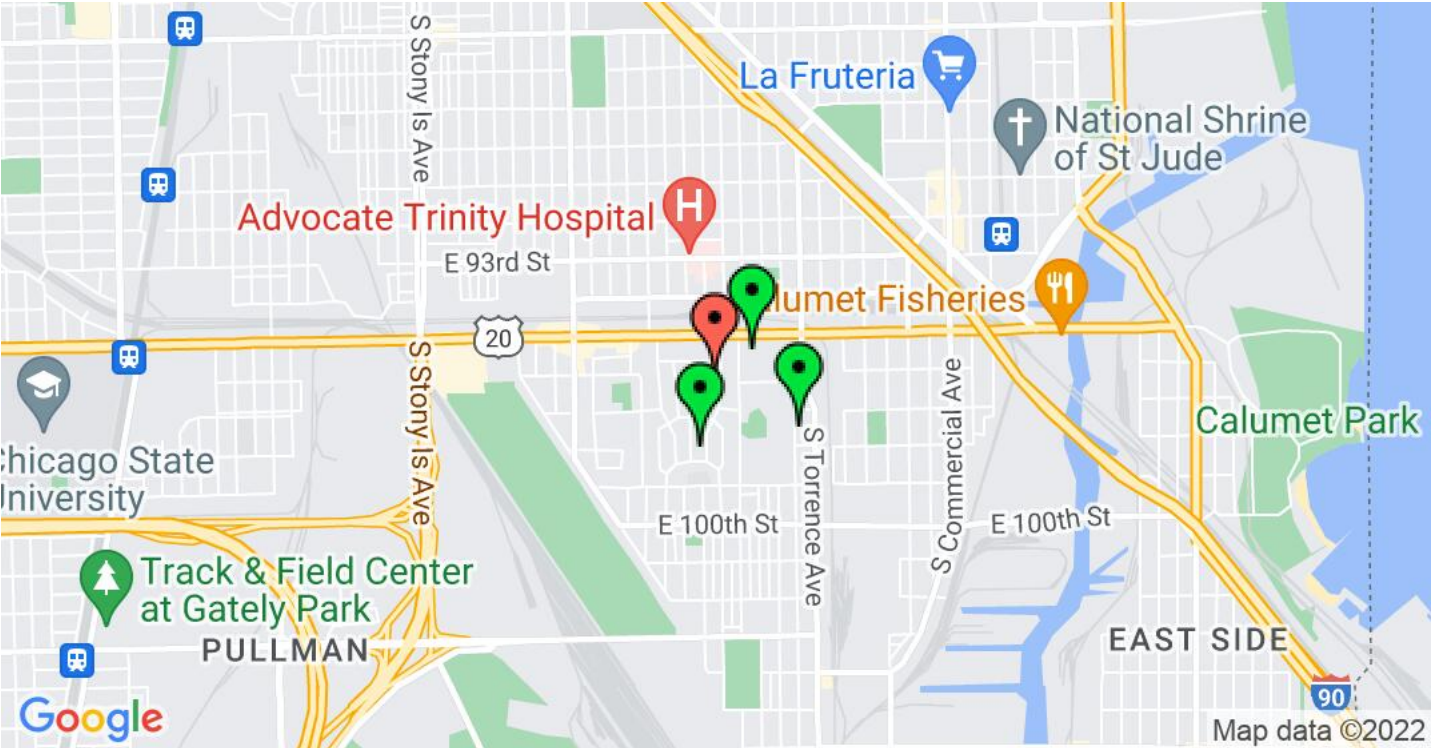 S Stony Is Ave
La Fruteria
National Shrine
of St Jude
Advocate Trinity Hospital
H
E 93rd St
lumet Fisheries
20
S Stony Is Ave
S Commercial Ave
Calumet Park
Chicago State
University
S Torrence Ave
E 100th St
E 100th St
Track & Field Center
at Gately Park
PULLMAN
EAST SIDE
90
Google
Map data ©2022